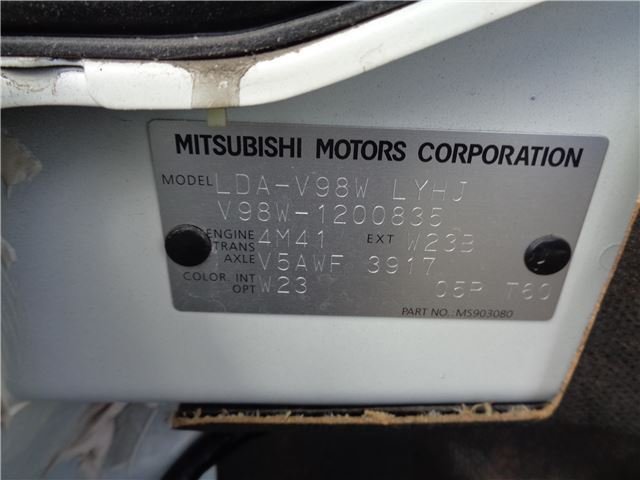 MITSUBISHI MOTORS CORPORATION
MODEL LDA-V98W LYHJ
V98W-1200835
ENGINE 4M41 EXT W23B
TRANS AXLE V5AWF 3917
COLOR. INT OPT W23 05P T60
PART NO.: MS903080